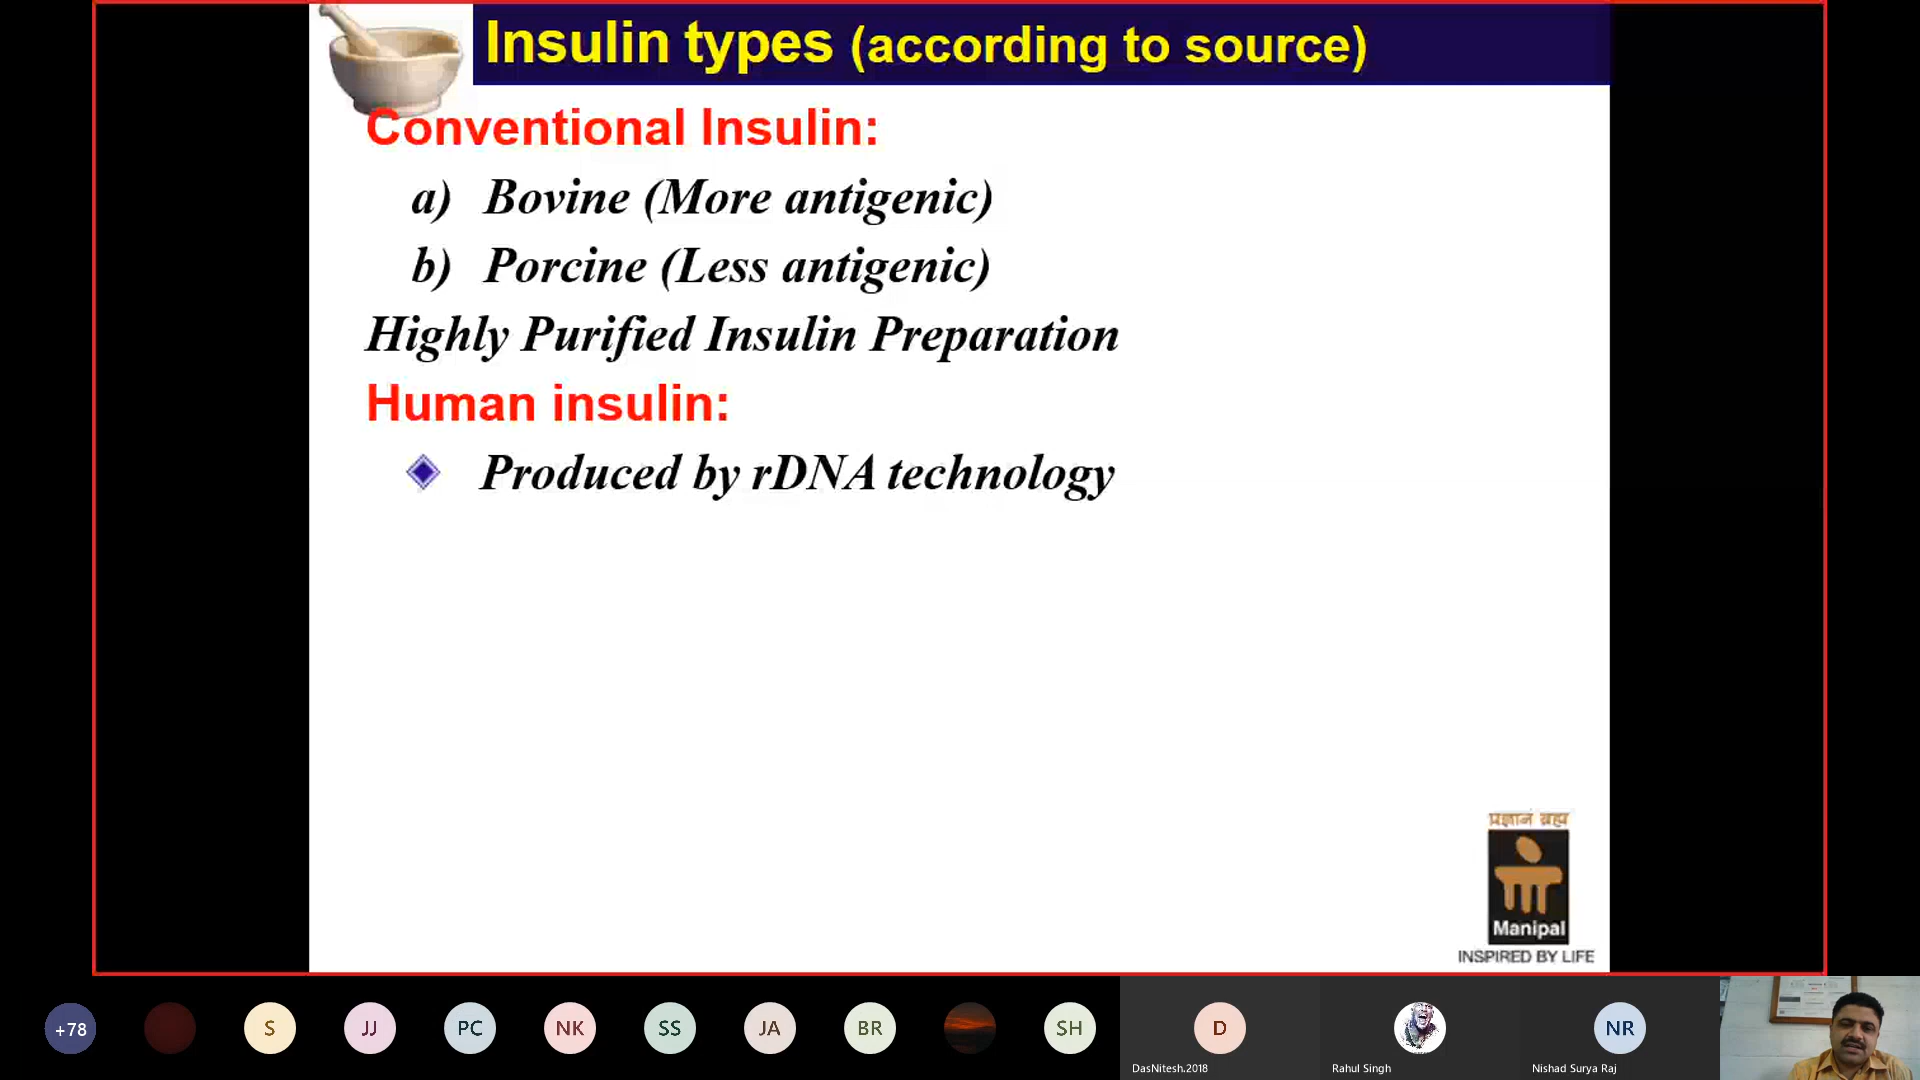 Insulin types (according to source)
Conventional Insulin:
a) Bovine (More antigenic)
b) Porcine (Less antigenic)
Highly Purified Insulin Preparation
Human insulin:
Produced by rDNA technology
प्रज्ञानं ब्रह्म
Manipal
INSPIRED BY LIFE
+78
S
JJ
PC
NK
SS
JA
BR
SH
D
NR
DasNitesh.2018
Rahul Singh
Nishad Surya Raj